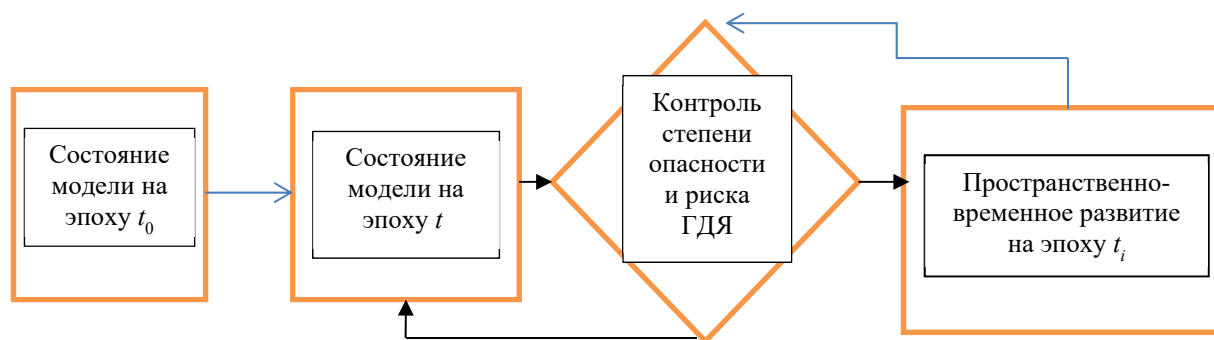 Состояние
модели на
эпоху t₀
Состояние
модели на
эпоху t
Контроль
степени
опасности
и риска
ГДЯ
Пространственно-
временное развитие
на эпоху tᵢ